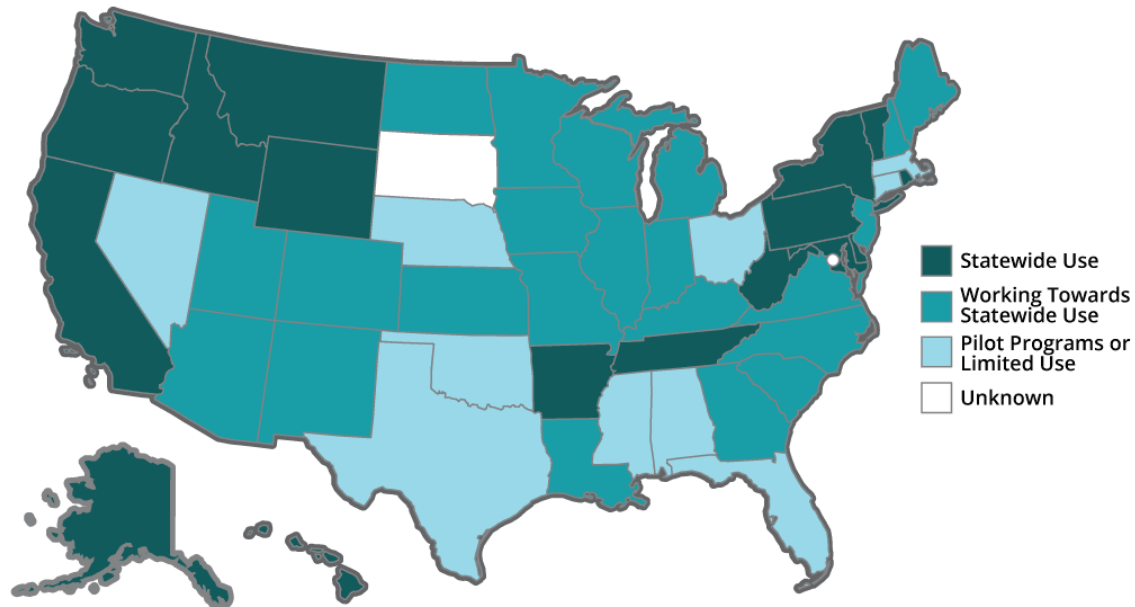 Statewide Use
Working Towards
Statewide Use
Pilot Programs or
Limited Use
Unknown